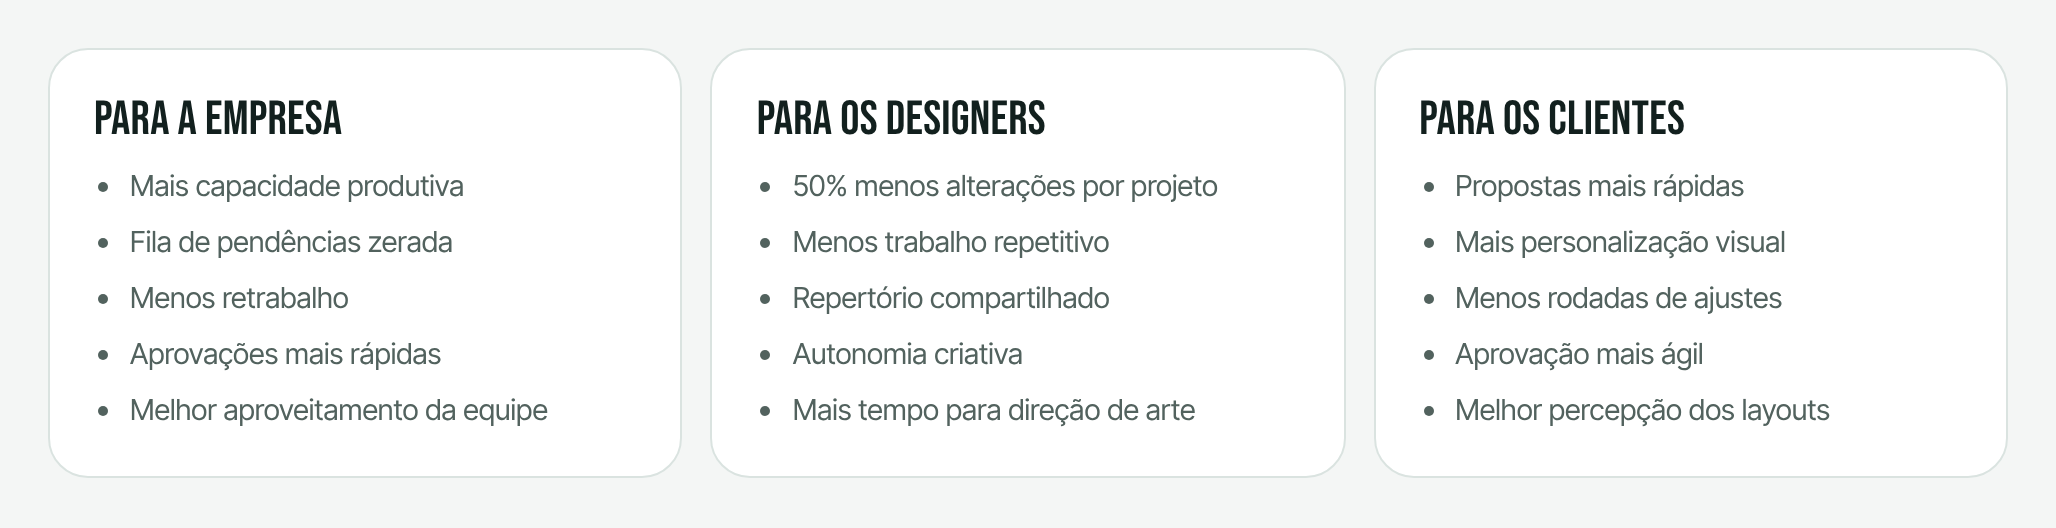 PARA A EMPRESA
Mais capacidade produtiva
Fila de pendências zerada
Menos retrabalho
Aprovações mais rápidas
Melhor aproveitamento da equipe
PARA OS DESIGNERS
50% menos alterações por projeto
Menos trabalho repetitivo
Repertório compartilhado
Autonomia criativa
Mais tempo para direção de arte
PARA OS CLIENTES
Propostas mais rápidas
Mais personalização visual
Menos rodadas de ajustes
Aprovação mais ágil
Melhor percepção dos layouts